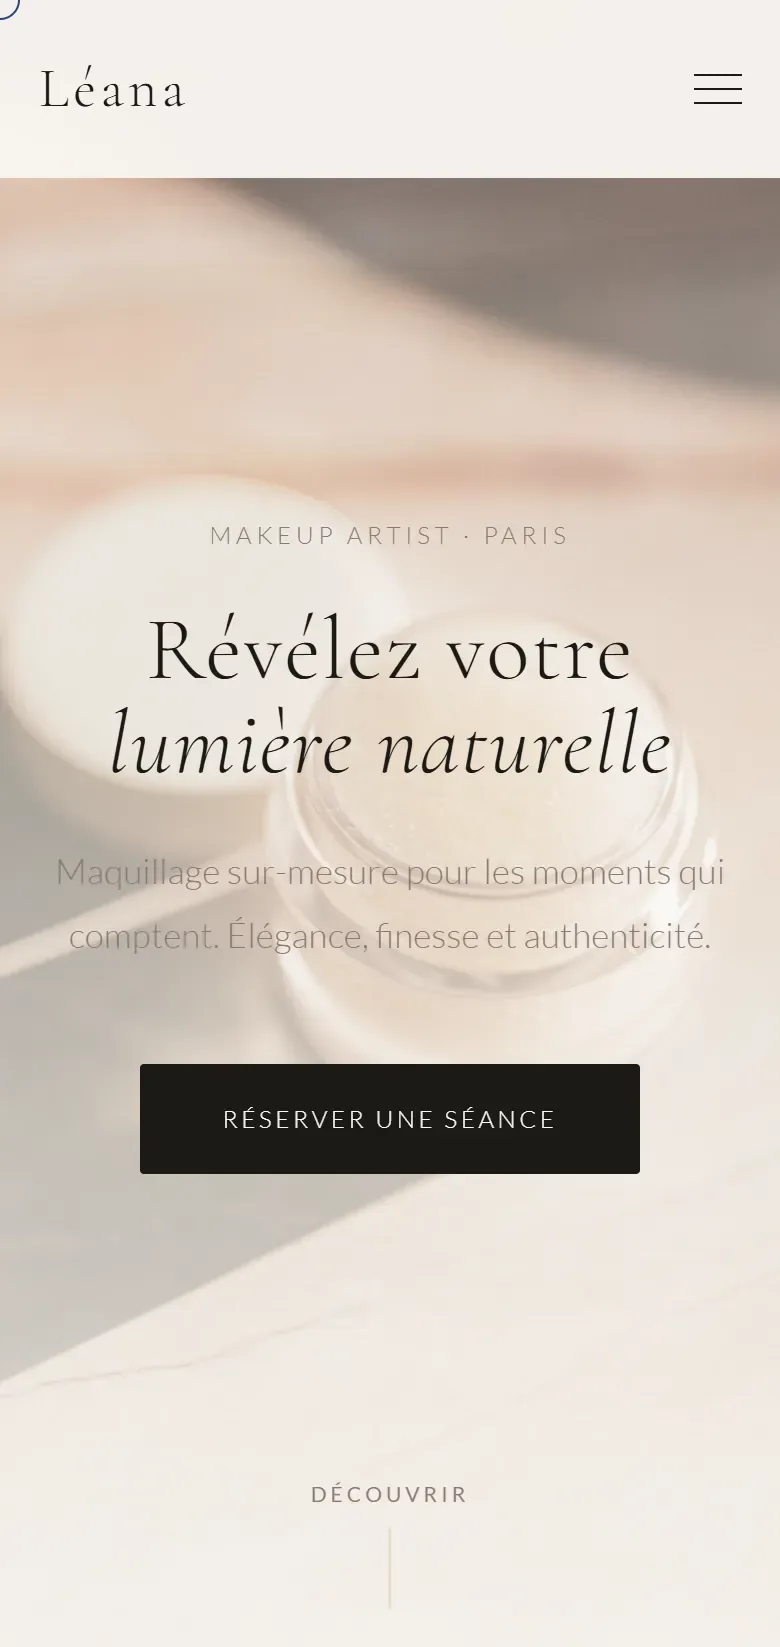 Léana
MAKEUP ARTIST · PARIS
Révélez votre
lumière naturelle
Maquillage sur-mesure pour les moments qui
comptent. Élégance, finesse et authenticité.
RÉSERVER UNE SÉANCE
DÉCOUVRIR